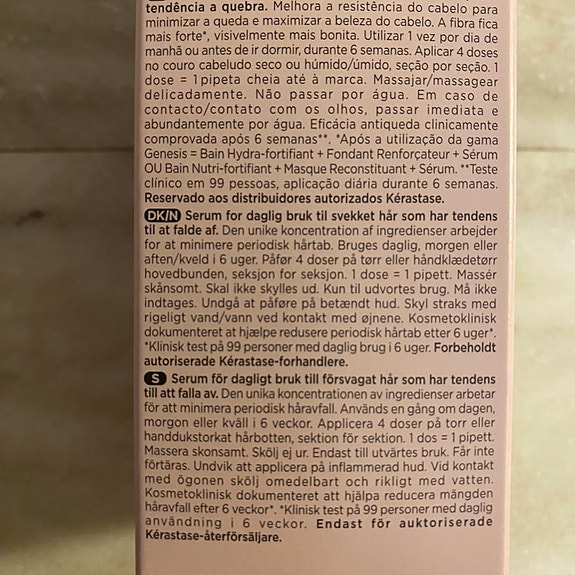 tendência a quebra. Melhora a resistência do cabelo para
minimizar a queda e maximizar a beleza do cabelo. A fibra fica
mais forte*, visivelmente mais bonita. Utilizar 1 vez por dia de
manhã ou antes de ir dormir, durante 6 semanas. Aplicar 4 doses
no couro cabeludo seco ou húmido/úmido, seção por seção. 1
dose = 1 pipeta cheia até à marca. Massajar/massagear
delicadamente. Não passar por água. Em caso de
contacto/contato com os olhos, passar imediata e
abundantemente por água. Eficácia antiqueda clinicamente
comprovada após 6 semanas**. *Após a utilização da gama
Genesis = Bain Hydra-fortifiant + Fondant Renforçateur + Sérum
OU Bain Nutri-fortifiant + Masque Reconstituant + Sérum. **Teste
clínico em 99 pessoas, aplicação diária durante 6 semanas.
Reservado aos distribuidores autorizados Kérastase.
DK/N Serum for daglig bruk til svekket hår som har tendens
til at falde af. Den unike konsentration af ingredienser arbejder
for at minimere periodisk hårtab. Bruges daglig, morgen eller
aften/kveld i 6 uger. Påfør 4 doser på tørr eller håndklædetørr
hovedbunden, seksjon for seksjon. 1 dose = 1 pipett. Massér
skånsomt. Skal ikke skylles ud. Kun til udvortes brug. Må ikke
indtages. Undgå at påføre på betændt hud. Skyl straks med
rigeligt vand/vann ved kontakt med øjnene. Kosmetoklinisk
dokumenteret at hjælpe redusere periodisk hårtab etter 6 uger*.
*Klinisk test på 99 personer med daglig brug i 6 uger. Forbeholdt
autoriserade Kérastase-forhandlere.
S Serum för dagligt bruk till försvagat hår som har tendens
till att falla av. Den unika koncentrationen av ingredienser arbetar
för att minimera periodisk håravfall. Används en gång om dagen,
morgon eller kväll i 6 veckor. Applicera 4 doser på torr eller
handdukstorkat hårbotten, sektion för sektion. 1 dos = 1 pipett.
Massera skonsamt. Skölj ej ur. Endast till utvärtes bruk. Får inte
förtäras. Undvik att applicera på inflammerad hud. Vid kontakt
med ögonen skölj omedelbart och rikligt med vatten.
Kosmetoklinisk dokumenteret att hjälpa reducera mängden
håravfall efter 6 veckor*. *Klinisk test på 99 personer med daglig
användning i 6 veckor. Endast för auktoriserade
Kérastase-återförsäljare.